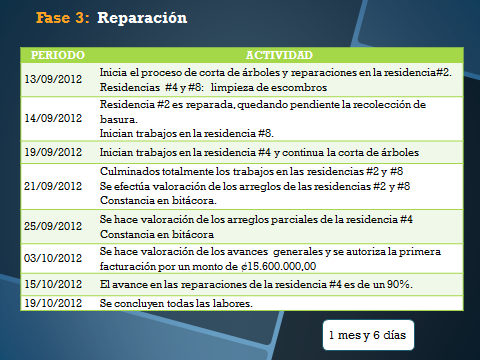 Fase 3: Reparación
PERIODO ACTIVIDAD
13/09/2012 Inicia el proceso de corta de árboles y reparaciones en la residencia#2.
Residencias #4 y #8: limpieza de escombros
14/09/2012 Residencia #2 es reparada, quedando pendiente la recolección de
basura.
Inician trabajos en la residencia #8.
19/09/2012 Inician trabajos en la residencia #4 y continua la corta de árboles
21/09/2012 Culminados totalmente los trabajos en las residencias #2 y #8
Se efectúa valoración de los arreglos de las residencias #2 y #8
Constancia en bitácora.
25/09/2012 Se hace valoración de los arreglos parciales de la residencia #4
Constancia en bitácora
03/10/2012 Se hace valoración de los avances generales y se autoriza la primera
facturación por un monto de ¢15.600.000,00
15/10/2012 El avance en las reparaciones de la residencia #4 es de un 90%.
19/10/2012 Se concluyen todas las labores.
1 mes y 6 días